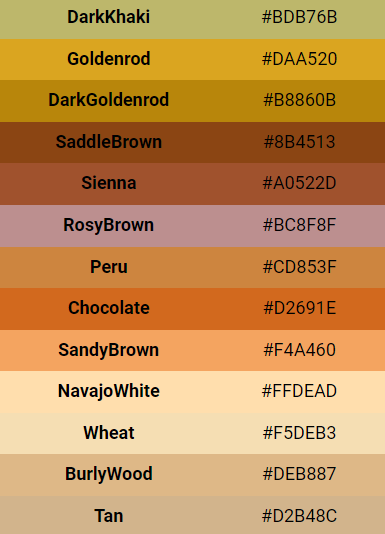 DarkKhaki #BDB76B
Goldenrod #DAA520
DarkGoldenrod #B8860B
SaddleBrown #8B4513
Sienna #A0522D
RosyBrown #BC8F8F
Peru #CD853F
Chocolate #D2691E
SandyBrown #F4A460
NavajoWhite #FFDEAD
Wheat #F5DEB3
BurlyWood #DEB887
Tan #D2B48C